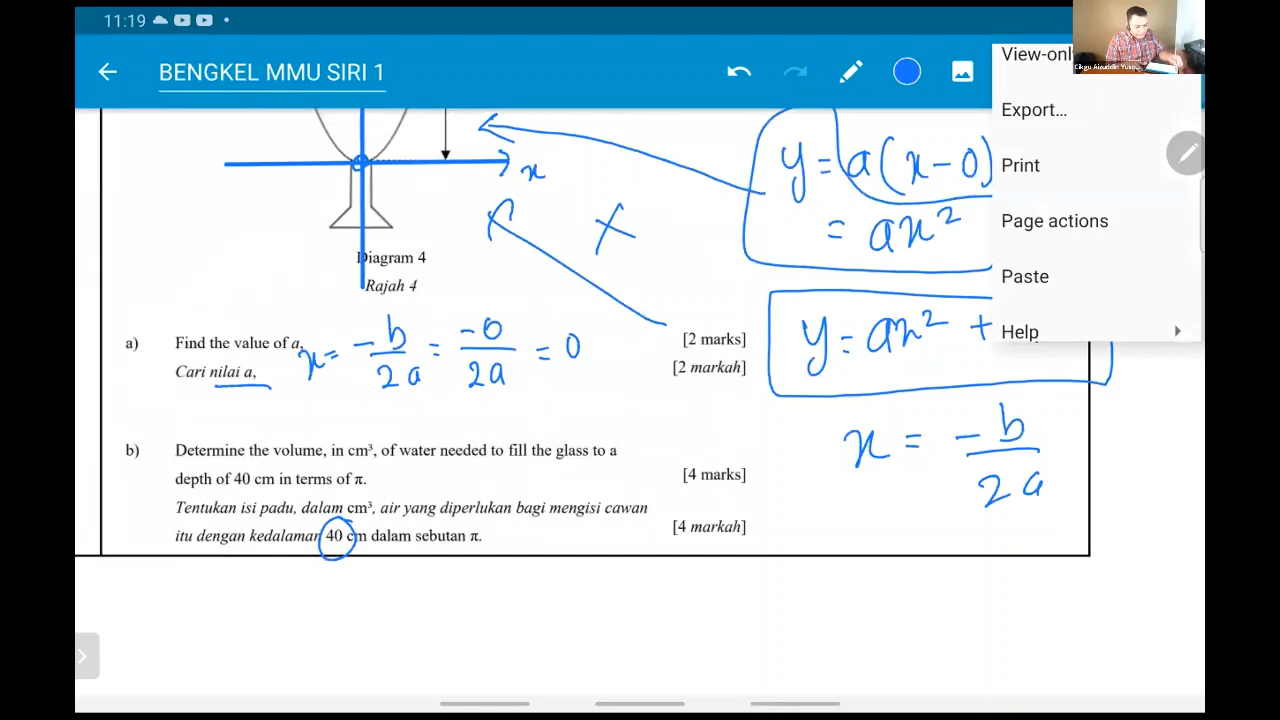 11:19
BENGKEL MMU SIRI 1
View-onl
Export...
Print
Page actions
Paste
Help
x
y = a(x - 0)
= ax²
Diagram 4
Rajah 4
a) Find the value of a, [2 marks]
Cari nilai a, [2 markah]
x = -b/2a = -0/2a = 0
y = ax² +
x = -b/2a
b) Determine the volume, in cm³, of water needed to fill the glass to a
depth of 40 cm in terms of π. [4 marks]
Tentukan isi padu, dalam cm³, air yang diperlukan bagi mengisi cawan
itu dengan kedalaman 40 cm dalam sebutan π. [4 markah]